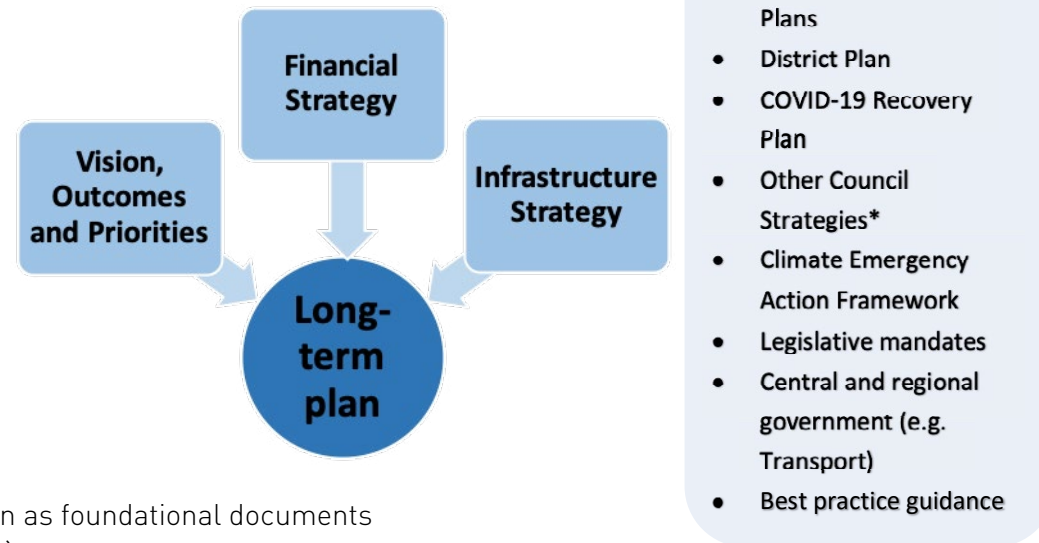 Financial
Strategy
Vision,
Outcomes
and Priorities
Infrastructure
Strategy
Long-
term
plan
Plans
• District Plan
• COVID-19 Recovery
Plan
• Other Council
Strategies*
• Climate Emergency
Action Framework
• Legislative mandates
• Central and regional
government (e.g.
Transport)
• Best practice guidance
as foundational documents